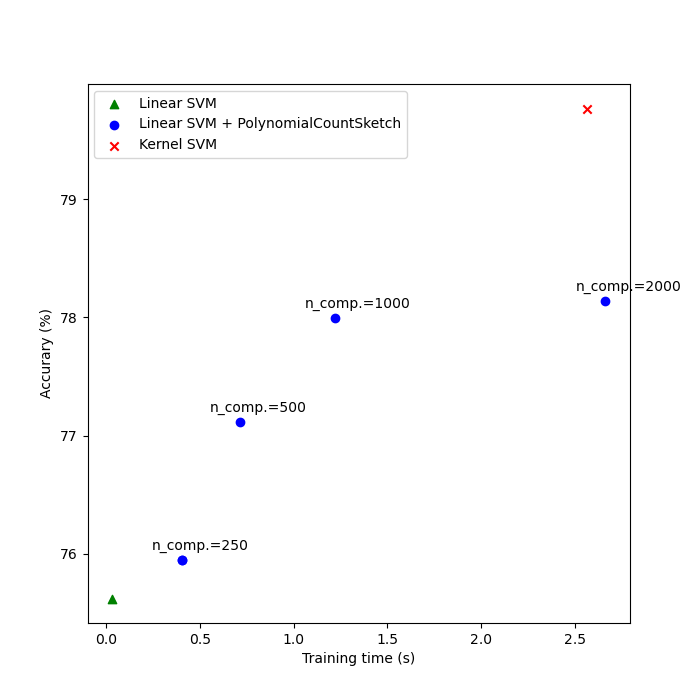 Linear SVM
Linear SVM + PolynomialCountSketch
Kernel SVM
79
n_comp.=2000
78
n_comp.=1000
n_comp.=500
77
n_comp.=250
76
Accurary (%)
0.0 0.5 1.0 1.5 2.0 2.5
Training time (s)